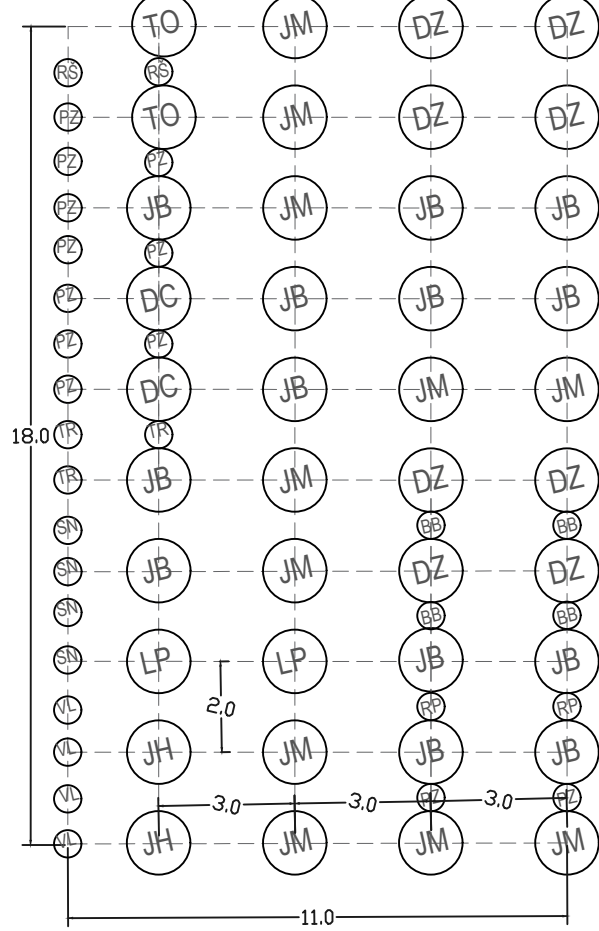 TO JM DZ DZ
RŠ RŠ
PZ TO JM DZ DZ
PZ PZ
PZ JB JM JB JB
PZ PZ
PZ DC JB JB JB
PZ PZ
PZ DC JB JM JM
18.0 TR TR
TR JB JM DZ DZ
SN BB BB
SN JB JM DZ DZ
SN BB BB
SN LP LP JB JB
VL 2.0 RP RP
VL JH JM JB JB
VL 3.0 3.0 PZ 3.0 PZ
VL JH JM JM JM
11.0